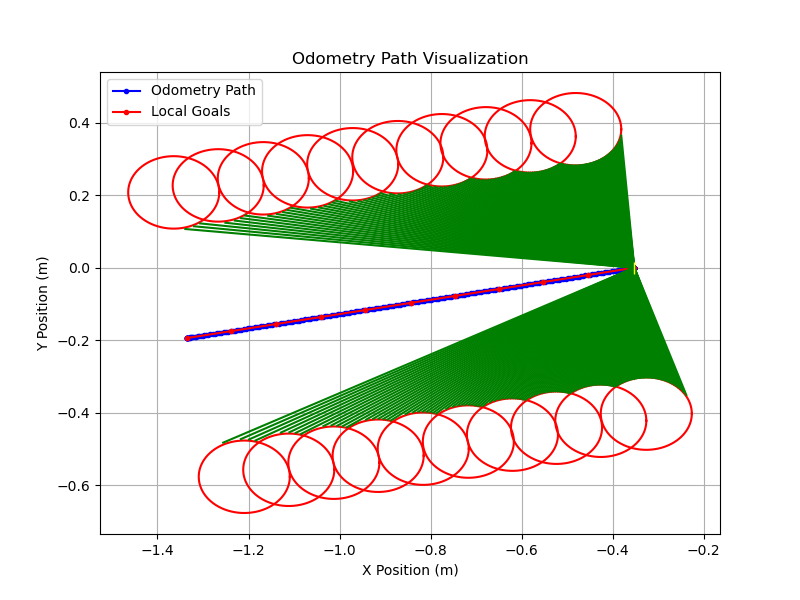 Odometry Path Visualization
Odometry Path
Local Goals
Y Position (m)
0.4
0.2
0.0
−0.2
−0.4
−0.6
−1.4 −1.2 −1.0 −0.8 −0.6 −0.4 −0.2
X Position (m)